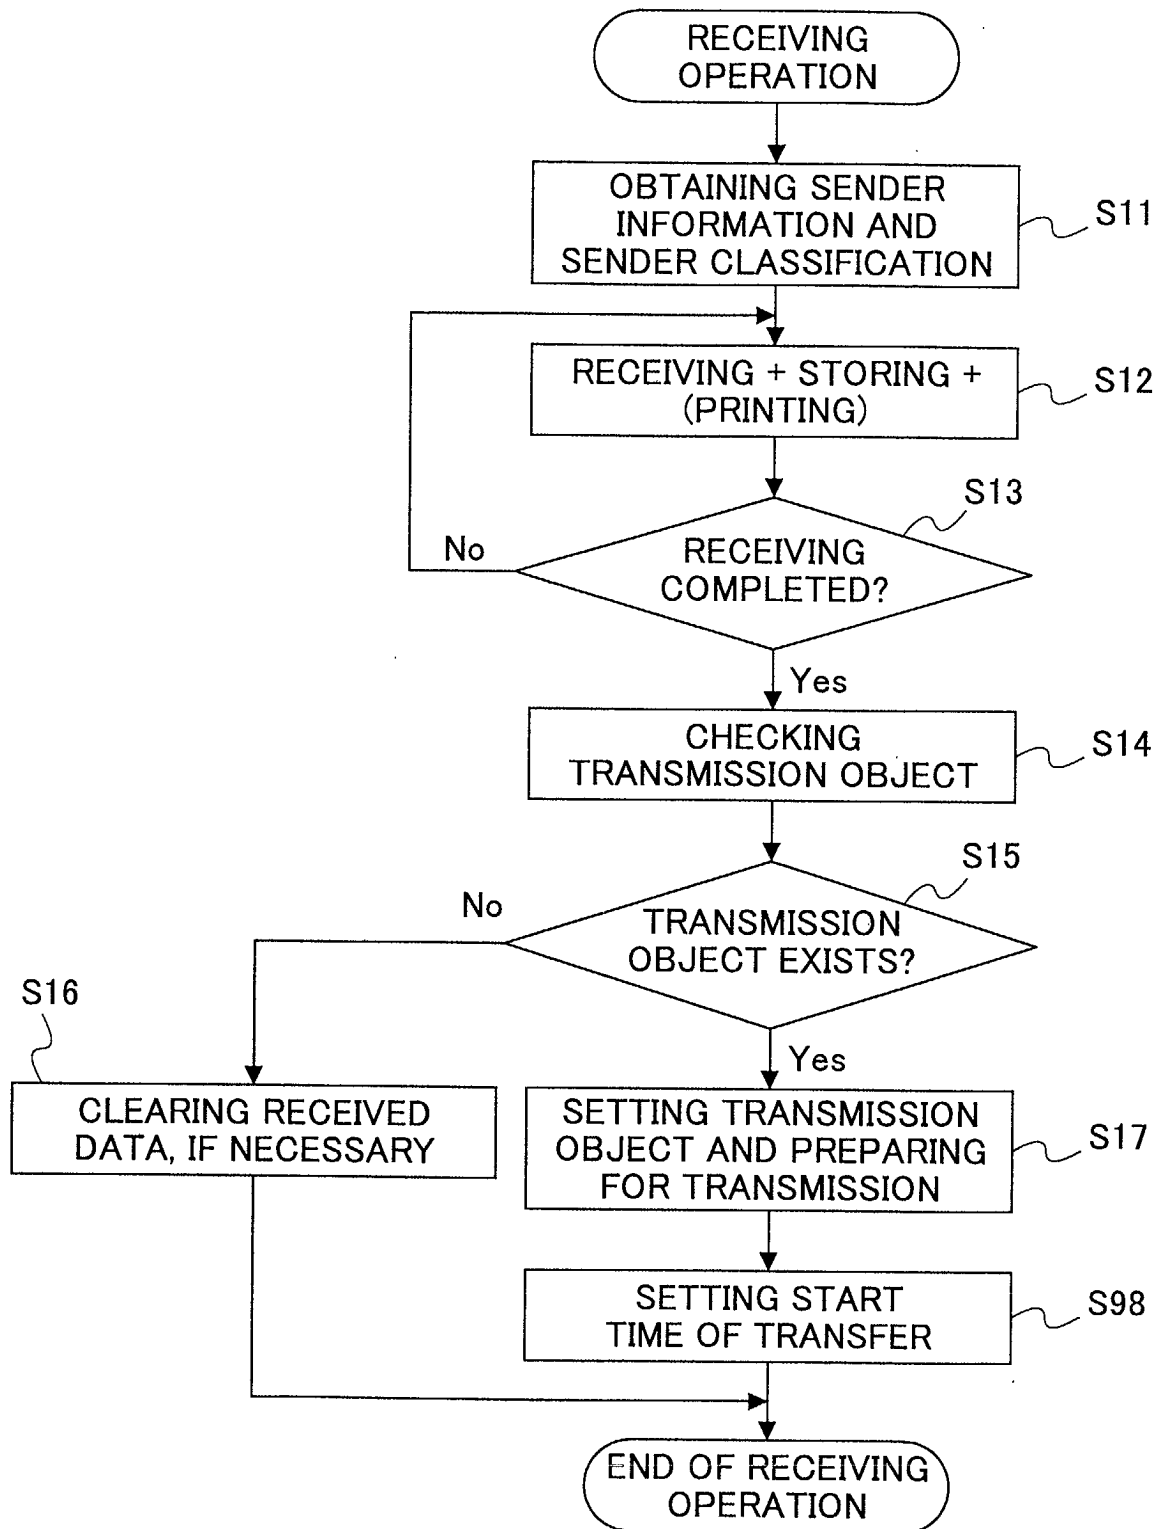 RECEIVING
OPERATION
OBTAINING SENDER
INFORMATION AND
SENDER CLASSIFICATION
S11
RECEIVING + STORING +
(PRINTING)
S12
S13
No
RECEIVING
COMPLETED?
Yes
CHECKING
TRANSMISSION OBJECT
S14
S15
No
TRANSMISSION
OBJECT EXISTS?
S16
Yes
CLEARING RECEIVED
DATA, IF NECESSARY
SETTING TRANSMISSION
OBJECT AND PREPARING
FOR TRANSMISSION
S17
SETTING START
TIME OF TRANSFER
S98
END OF RECEIVING
OPERATION